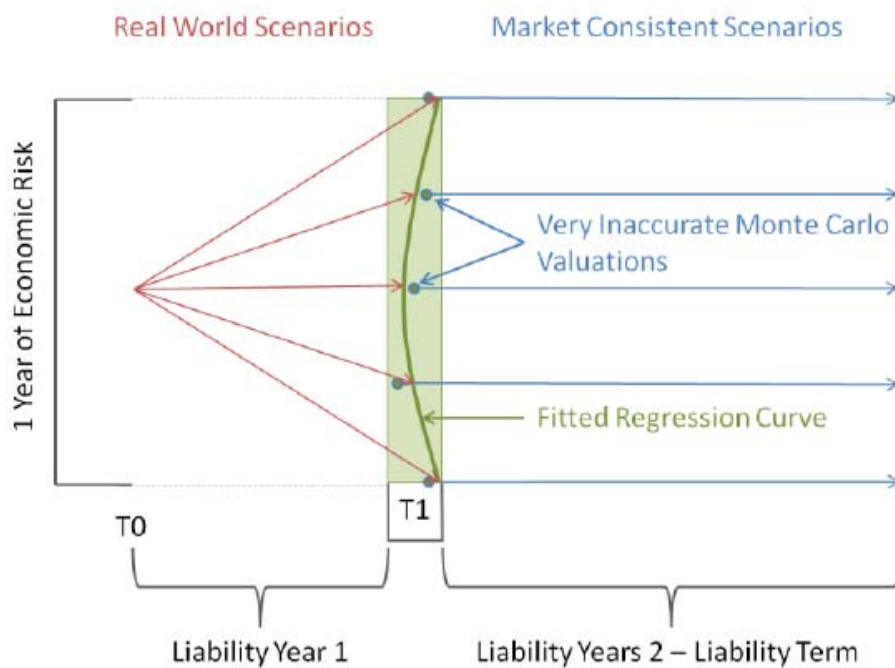 Real World Scenarios
Market Consistent Scenarios
1 Year of Economic Risk
Very Inaccurate Monte Carlo
Valuations
Fitted Regression Curve
T0
T1
Liability Year 1
Liability Years 2 – Liability Term